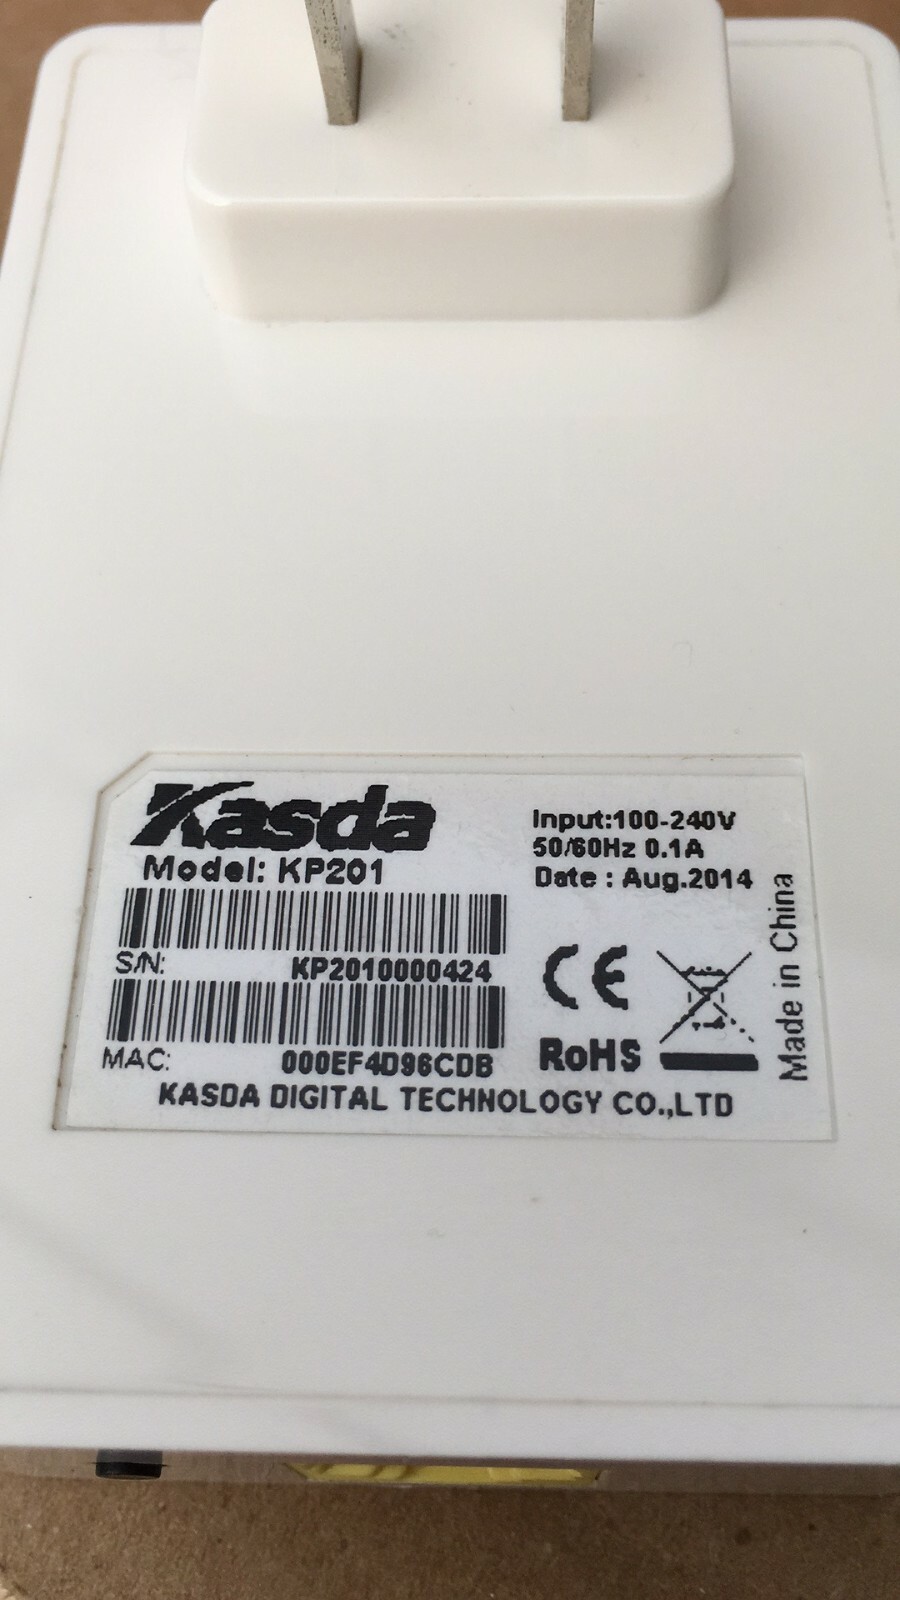 Kasda
Model: KP201
S/N: KP2010000424
MAC: 000EF4D96CDB
Input:100-240V
50/60Hz 0.1A
Date : Aug.2014
CE
RoHS
Made in China
KASDA DIGITAL TECHNOLOGY CO.,LTD